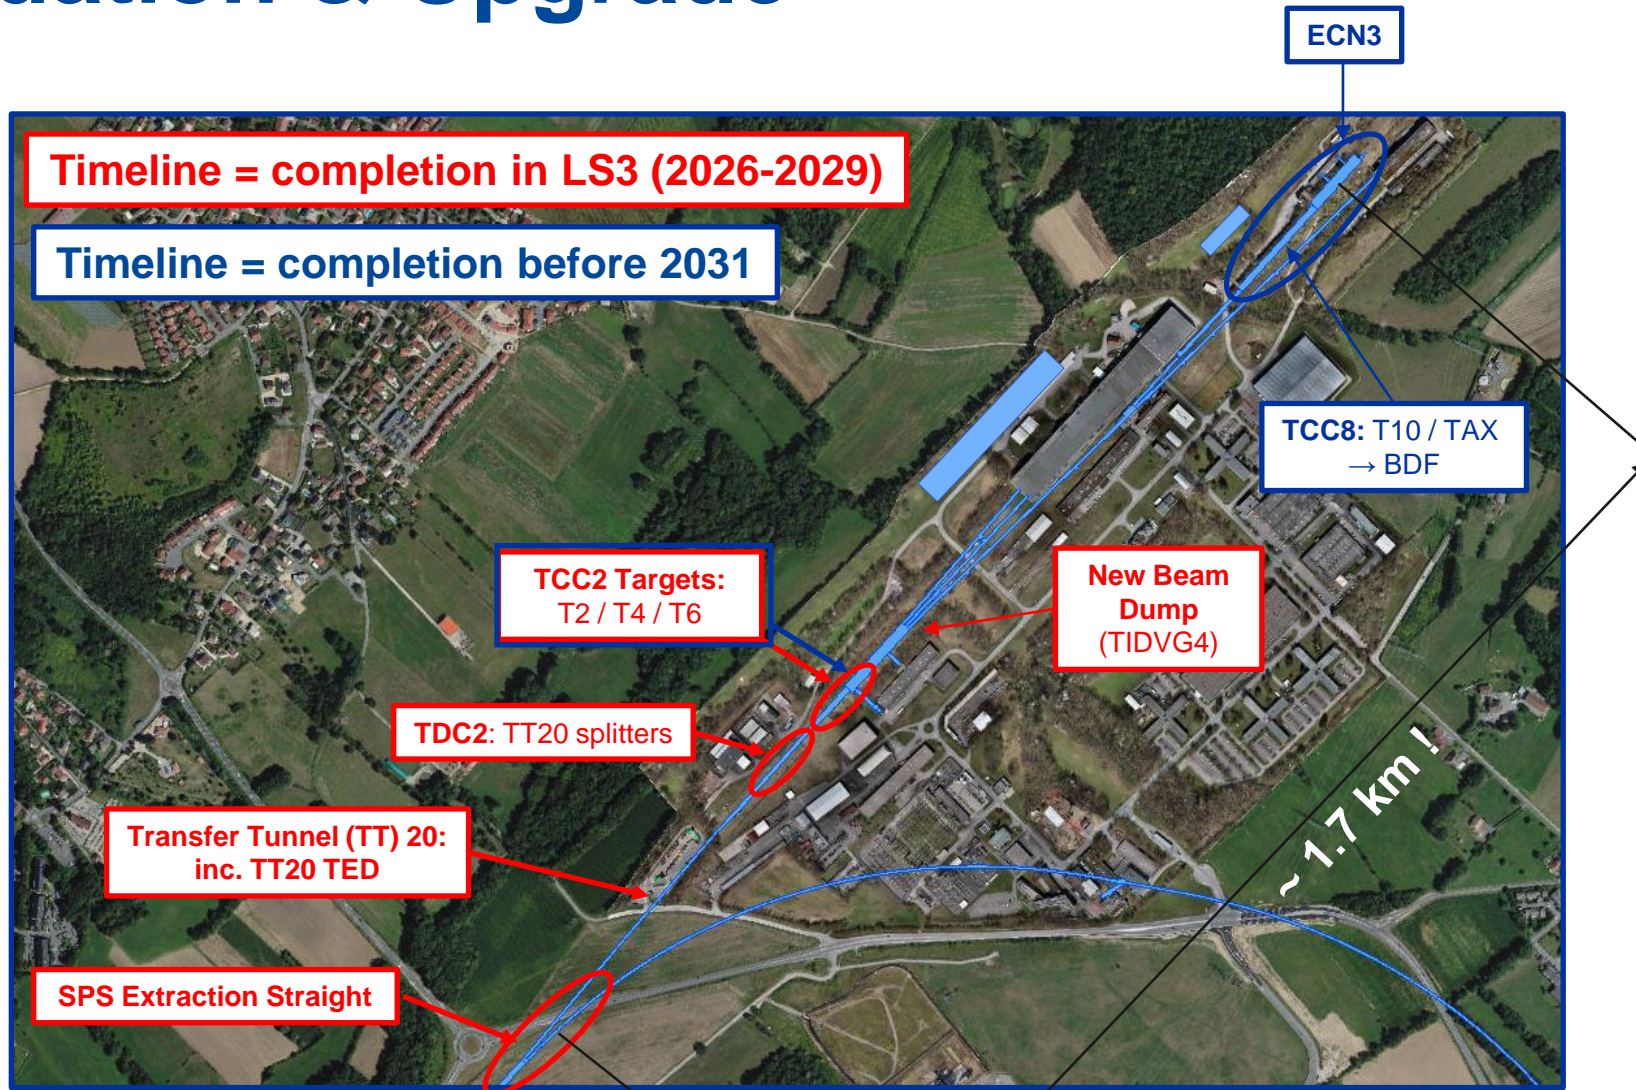 & Upgrade
ECN3
Timeline = completion in LS3 (2026-2029)
Timeline = completion before 2031
TCC8: T10 / TAX
→ BDF
TCC2 Targets:
T2 / T4 / T6
New Beam
Dump
(TIDVG4)
TDC2: TT20 splitters
~ 1.7 km !
Transfer Tunnel (TT) 20:
inc. TT20 TED
SPS Extraction Straight